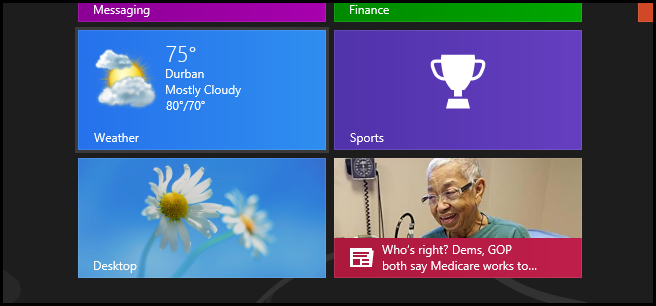 Messaging
Finance
75°
Durban
Mostly Cloudy
80°/70°
Weather
Sports
Desktop
Who's right? Dems, GOP
both say Medicare works to...